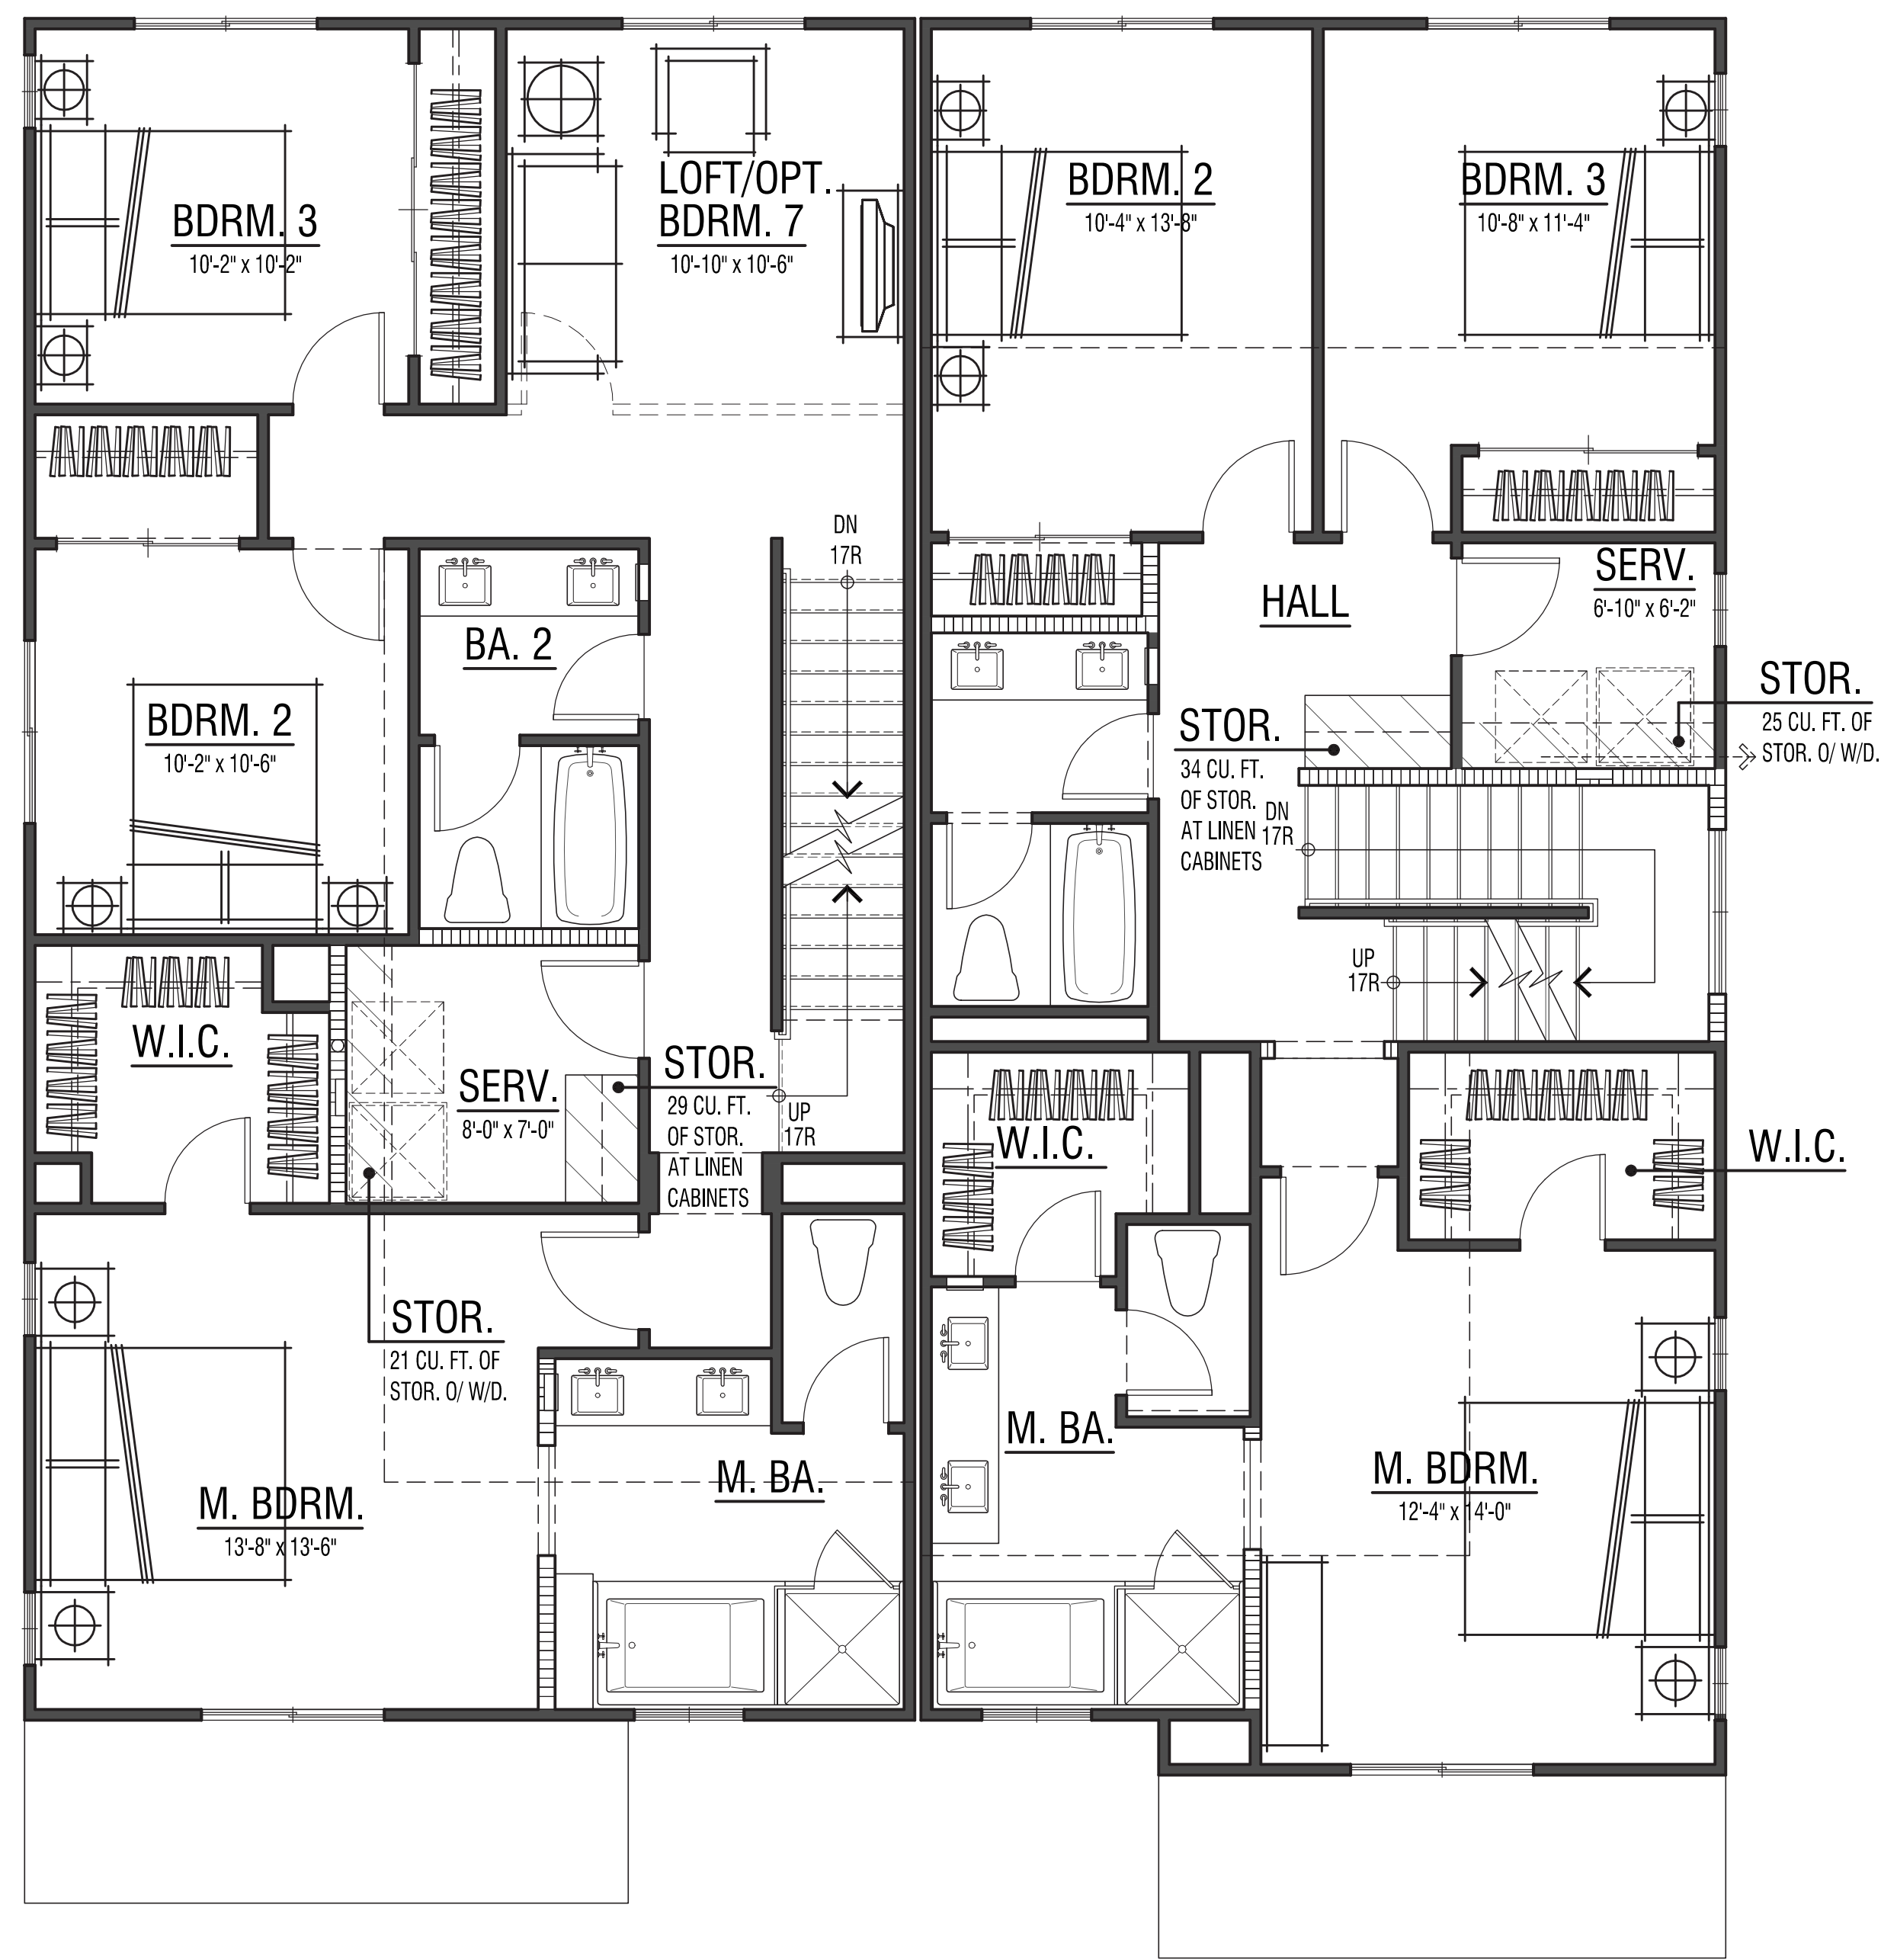 BDRM. 3
10'-2" x 10'-2"
LOFT/OPT.
BDRM. 7
10'-10" x 10'-6"
BDRM. 2
10'-4" x 13'-8"
BDRM. 3
10'-8" x 11'-4"
DN
17R
BA. 2
BDRM. 2
10'-2" x 10'-6"
HALL
SERV.
6'-10" x 6'-2"
STOR.
25 CU. FT. OF
STOR. O/ W/D.
STOR.
34 CU. FT.
OF STOR.
AT LINEN
CABINETS
DN
17R
UP
17R
W.I.C.
SERV.
8'-0" x 7'-0"
STOR.
29 CU. FT.
OF STOR.
AT LINEN
CABINETS
UP
17R
W.I.C.
W.I.C.
STOR.
21 CU. FT. OF
STOR. O/ W/D.
M. BDRM.
13'-8" x 13'-6"
M. BA.
M. BA.
M. BDRM.
12'-4" x 14'-0"